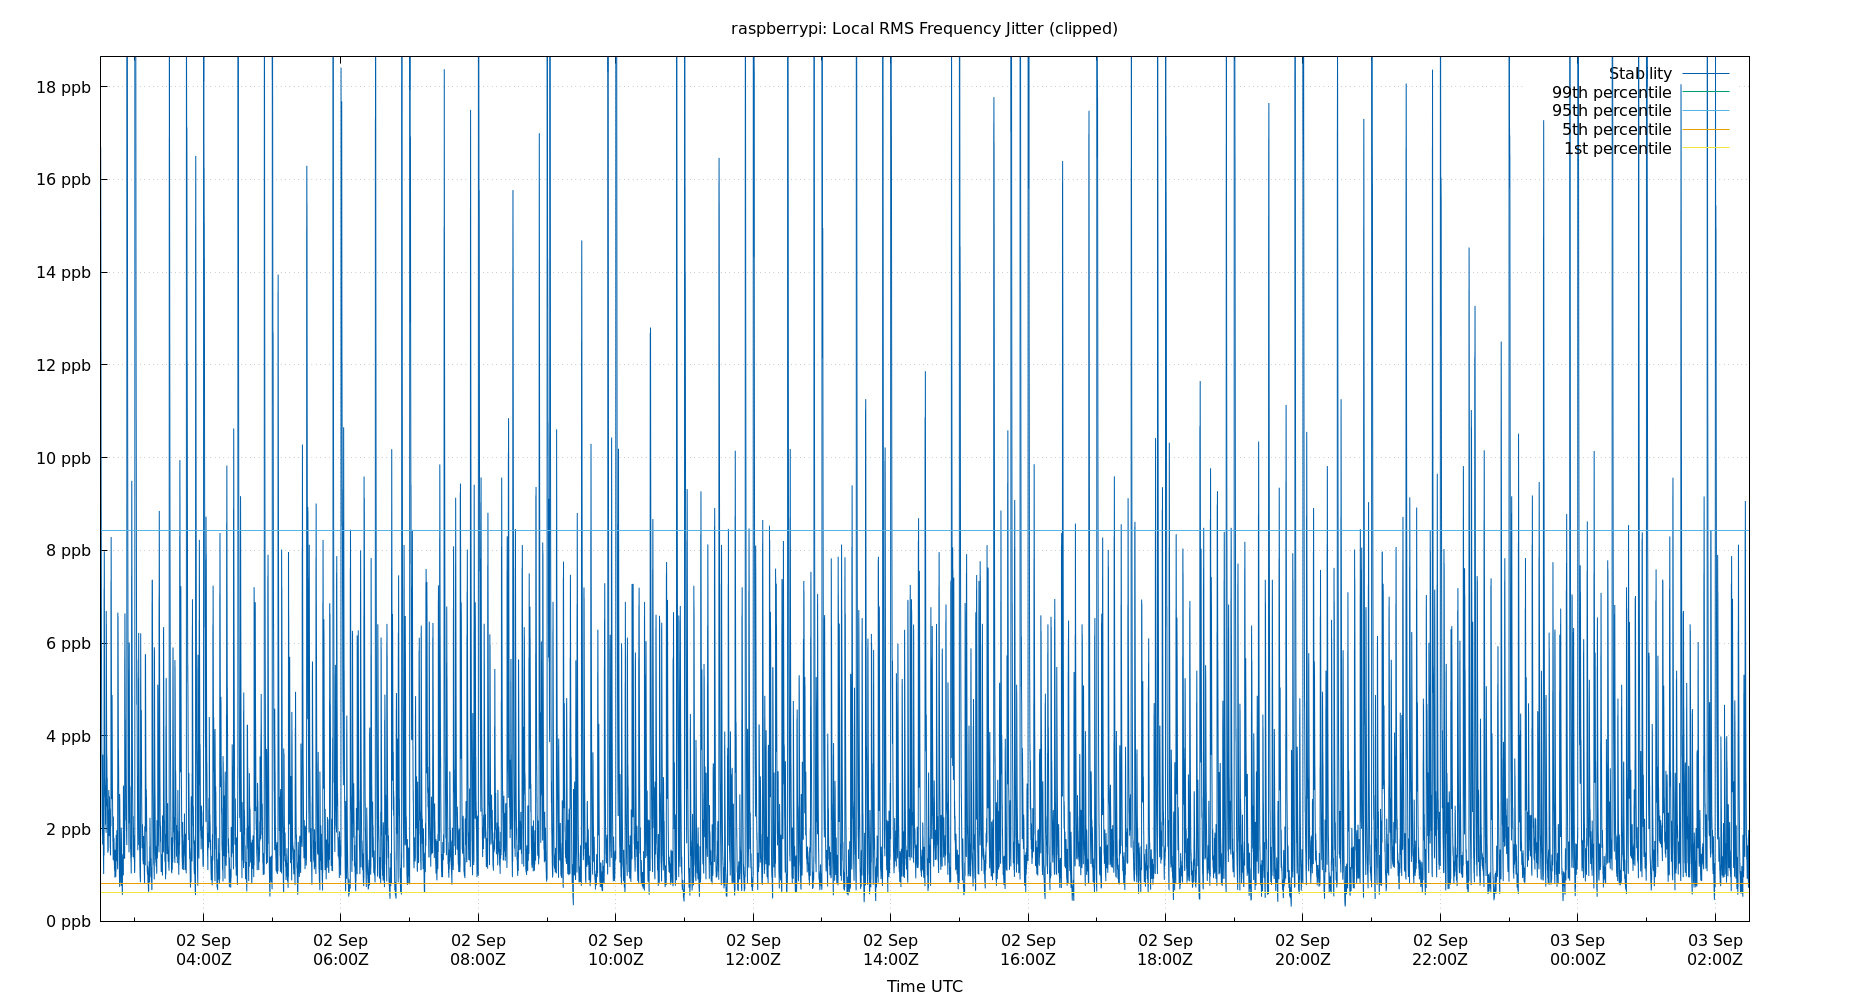 raspberrypi: Local RMS Frequency Jitter (clipped)
18 ppb
16 ppb
14 ppb
12 ppb
10 ppb
8 ppb
6 ppb
4 ppb
2 ppb
0 ppb
Stability
99th percentile
95th percentile
5th percentile
1st percentile
02 Sep 02 Sep 02 Sep 02 Sep 02 Sep 02 Sep 02 Sep 02 Sep 02 Sep 02 Sep 03 Sep 03 Sep
04:00Z 06:00Z 08:00Z 10:00Z 12:00Z 14:00Z 16:00Z 18:00Z 20:00Z 22:00Z 00:00Z 02:00Z
Time UTC